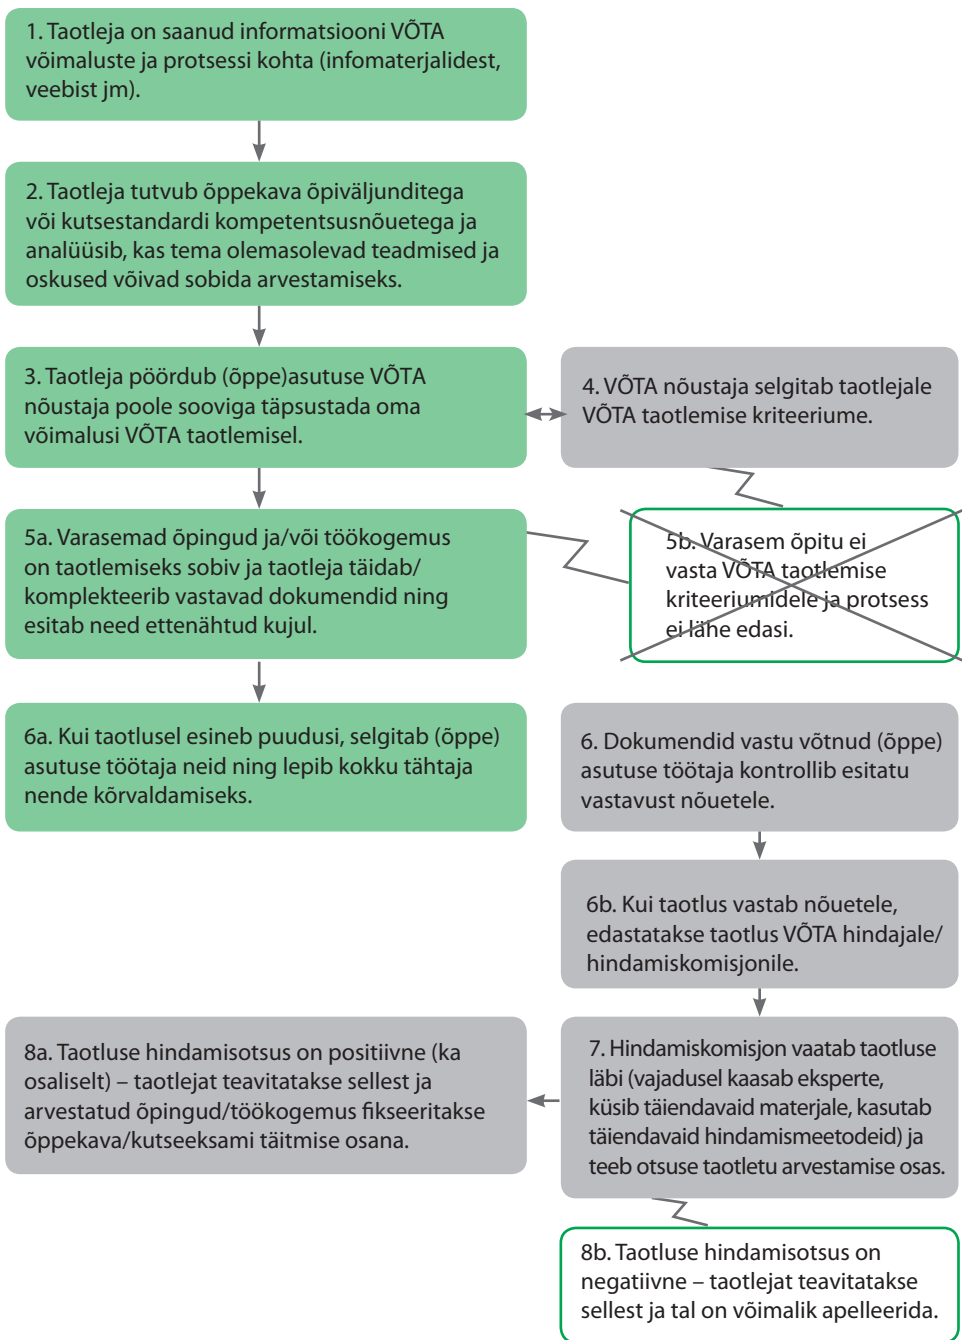 1. Taotleja on saanud informatsiooni VÕTA
võimaluste ja protsessi kohta (infomaterjalidest,
veebist jm).
2. Taotleja tutvub õppekava õpiväljunditega
või kutsestandardi kompetentsusnõuetega ja
analüüsib, kas tema olemasolevad teadmised ja
oskused võivad sobida arvestamiseks.
3. Taotleja pöördub (õppe)asutuse VÕTA
nõustaja poole sooviga täpsustada oma
võimalusi VÕTA taotlemisel.
4. VÕTA nõustaja selgitab taotlejale
VÕTA taotlemise kriteeriume.
5a. Varasemad õpingud ja/või töökogemus
on taotlemiseks sobiv ja taotleja täidab/
komplekteerib vastavad dokumendid ning
esitab need ettenähtud kujul.
5b. Varasem õpitu ei
vasta VÕTA taotlemise
kriteeriumidele ja protsess
ei lähe edasi.
6a. Kui taotlusel esineb puudusi, selgitab (õppe)
asutuse töötaja neid ning lepib kokku tähtaja
nende kõrvaldamiseks.
6. Dokumendid vastu võtnud (õppe)
asutuse töötaja kontrollib esitatu
vastavust nõuetele.
6b. Kui taotlus vastab nõuetele,
edastatakse taotlus VÕTA hindajale/
hindamiskomisjonile.
8a. Taotluse hindamisotsus on positiivne (ka
osaliselt) – taotlejat teavitatakse sellest ja
arvestatud õpingud/töökogemus fikseeritakse
õppekava/kutseeksami täitmise osana.
7. Hindamiskomisjon vaatab taotluse
läbi (vajadusel kaasab eksperte,
küsib täiendavaid materjale, kasutab
täiendavaid hindamismeetodeid) ja
teeb otsuse taotletu arvestamise osas.
8b. Taotluse hindamisotsus on
negatiivne – taotlejat teavitatakse
sellest ja tal on võimalik apelleerida.